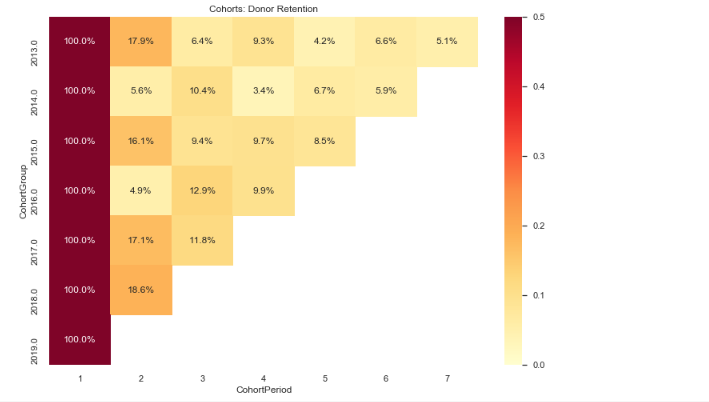 Cohorts: Donor Retention
CohortGroup
2013.0 100.0% 17.9% 6.4% 9.3% 4.2% 6.6% 5.1%
2014.0 100.0% 5.6% 10.4% 3.4% 6.7% 5.9%
2015.0 100.0% 16.1% 9.4% 9.7% 8.5%
2016.0 100.0% 4.9% 12.9% 9.9%
2017.0 100.0% 17.1% 11.8%
2018.0 100.0% 18.6%
2019.0 100.0%
1 2 3 4 5 6 7
CohortPeriod
0.5
0.4
0.3
0.2
0.1
0.0